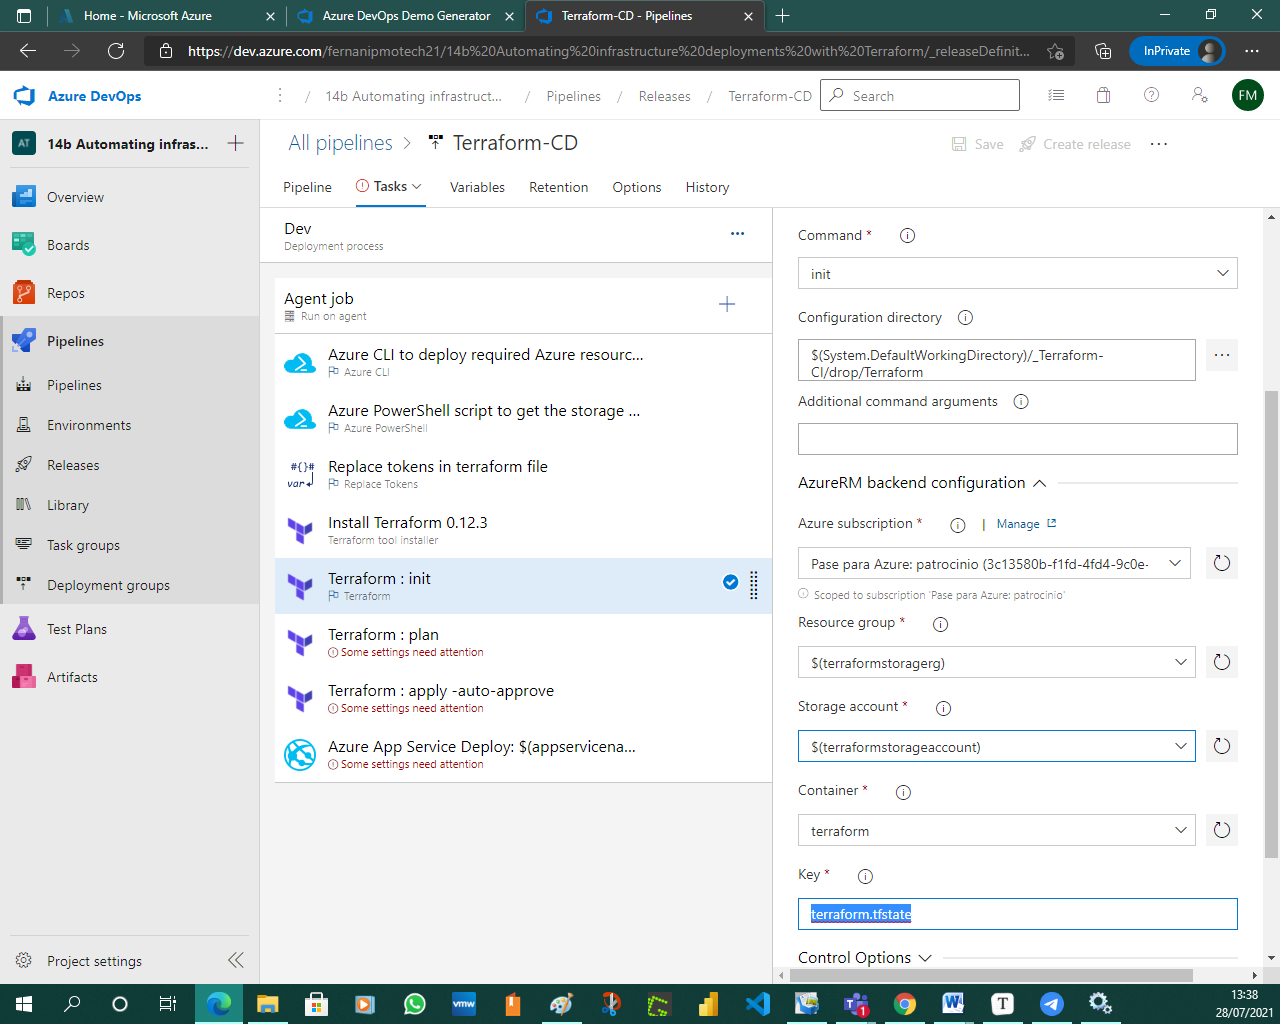 Home - Microsoft Azure
Azure DevOps Demo Generator
Terraform-CD - Pipelines
https://dev.azure.com/fernanipmotech21/14b%20Automating%20infrastructure%20deployments%20with%20Terraform/_releaseDefinit...
InPrivate
Azure DevOps
/ 14b Automating infrastruct... / Pipelines / Releases / Terraform-CD
Search
FM
AT
14b Automating infras...
Overview
Boards
Repos
Pipelines
Pipelines
Environments
Releases
Library
Task groups
Deployment groups
Test Plans
Artifacts
Project settings
All pipelines > Terraform-CD
Save
Create release
Pipeline
Tasks
Variables
Retention
Options
History
Dev
Deployment process
Agent job
Run on agent
Azure CLI to deploy required Azure resourc...
Azure CLI
Azure PowerShell script to get the storage ...
Azure PowerShell
#{}#
var
Replace tokens in terraform file
Replace Tokens
Install Terraform 0.12.3
Terraform tool installer
Terraform : init
Terraform
Terraform : plan
Some settings need attention
Terraform : apply -auto-approve
Some settings need attention
Azure App Service Deploy: $(appservicena...
Some settings need attention
Command *
init
Configuration directory
$(System.DefaultWorkingDirectory)/_Terraform-
CI/drop/Terraform
Additional command arguments
AzureRM backend configuration
Azure subscription * | Manage
Pase para Azure: patrocinio (3c13580b-f1fd-4fd4-9c0e-
Scoped to subscription 'Pase para Azure: patrocinio'
Resource group *
$(terraformstoragerg)
Storage account *
$(terraformstorageaccount)
Container *
terraform
Key *
terraform.tfstate
Control Options
vmw
T
1
13:38
28/07/2021